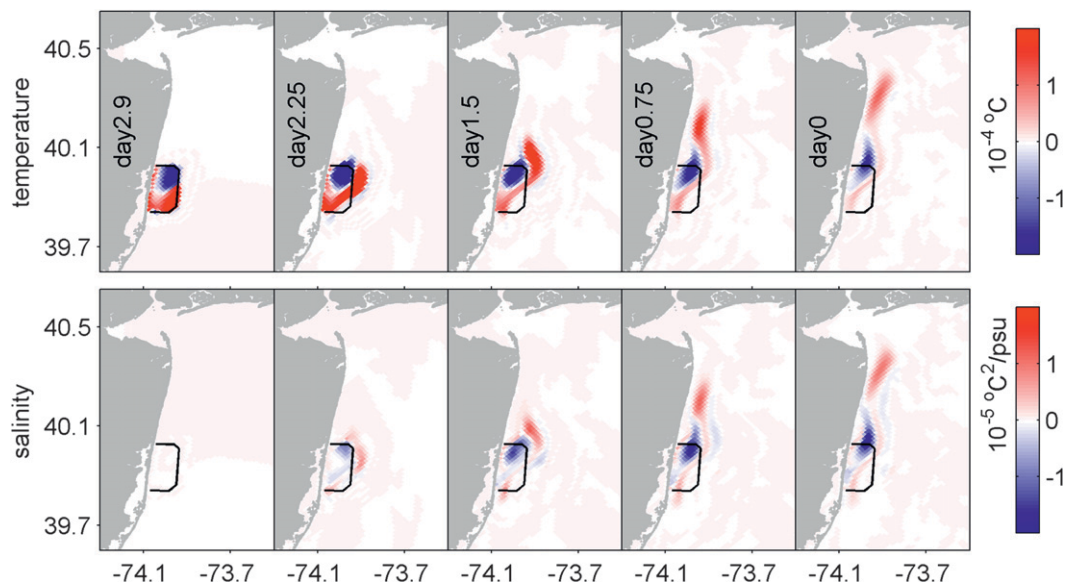 day2.9
day2.25
day1.5
day0.75
day0
temperature
40.5
40.1
39.7
1
0
-1
10-4 oC
salinity
40.5
40.1
39.7
1
0
-1
10-5 oC2/psu
-74.1 -73.7 -74.1 -73.7 -74.1 -73.7 -74.1 -73.7 -74.1 -73.7